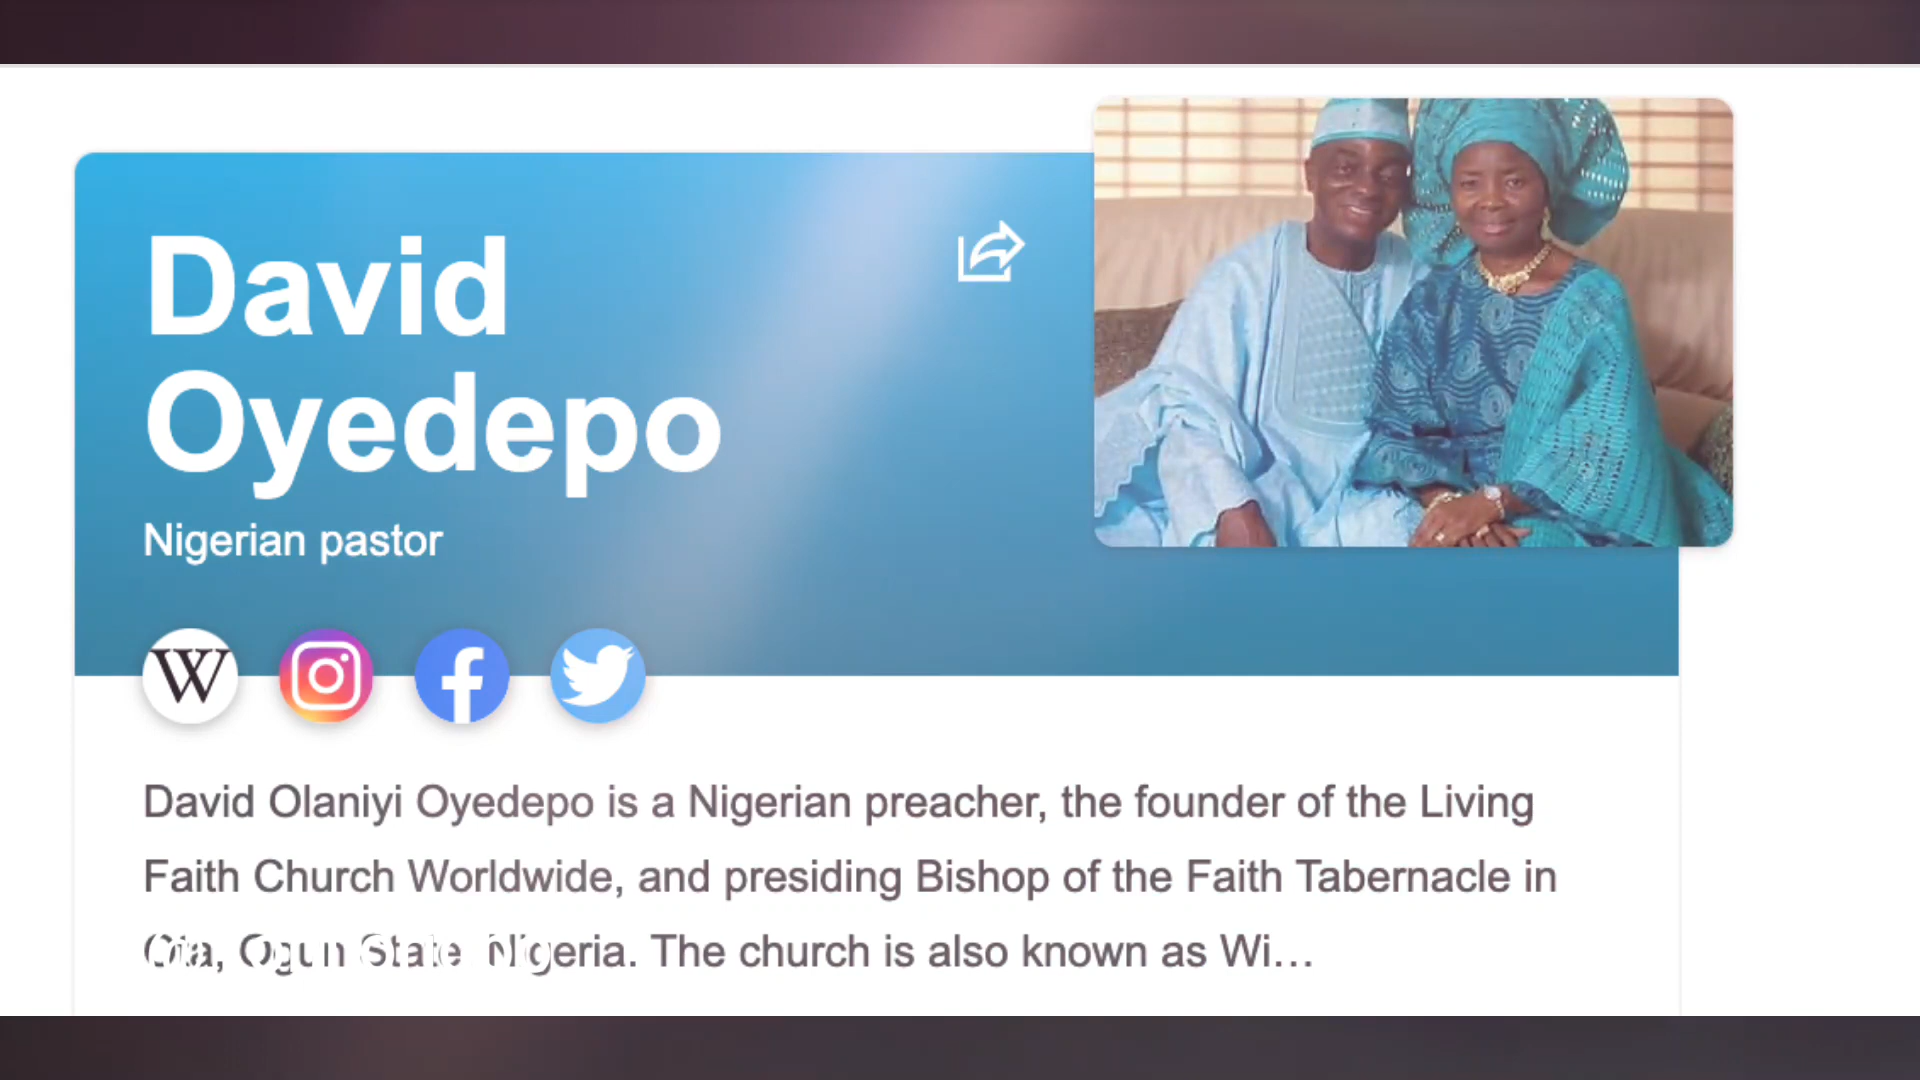 David
Oyedepo
Nigerian pastor
W
f
David Olaniyi Oyedepo is a Nigerian preacher, the founder of the Living
Faith Church Worldwide, and presiding Bishop of the Faith Tabernacle in
Ogun State Nigeria. The church is also known as Wi...